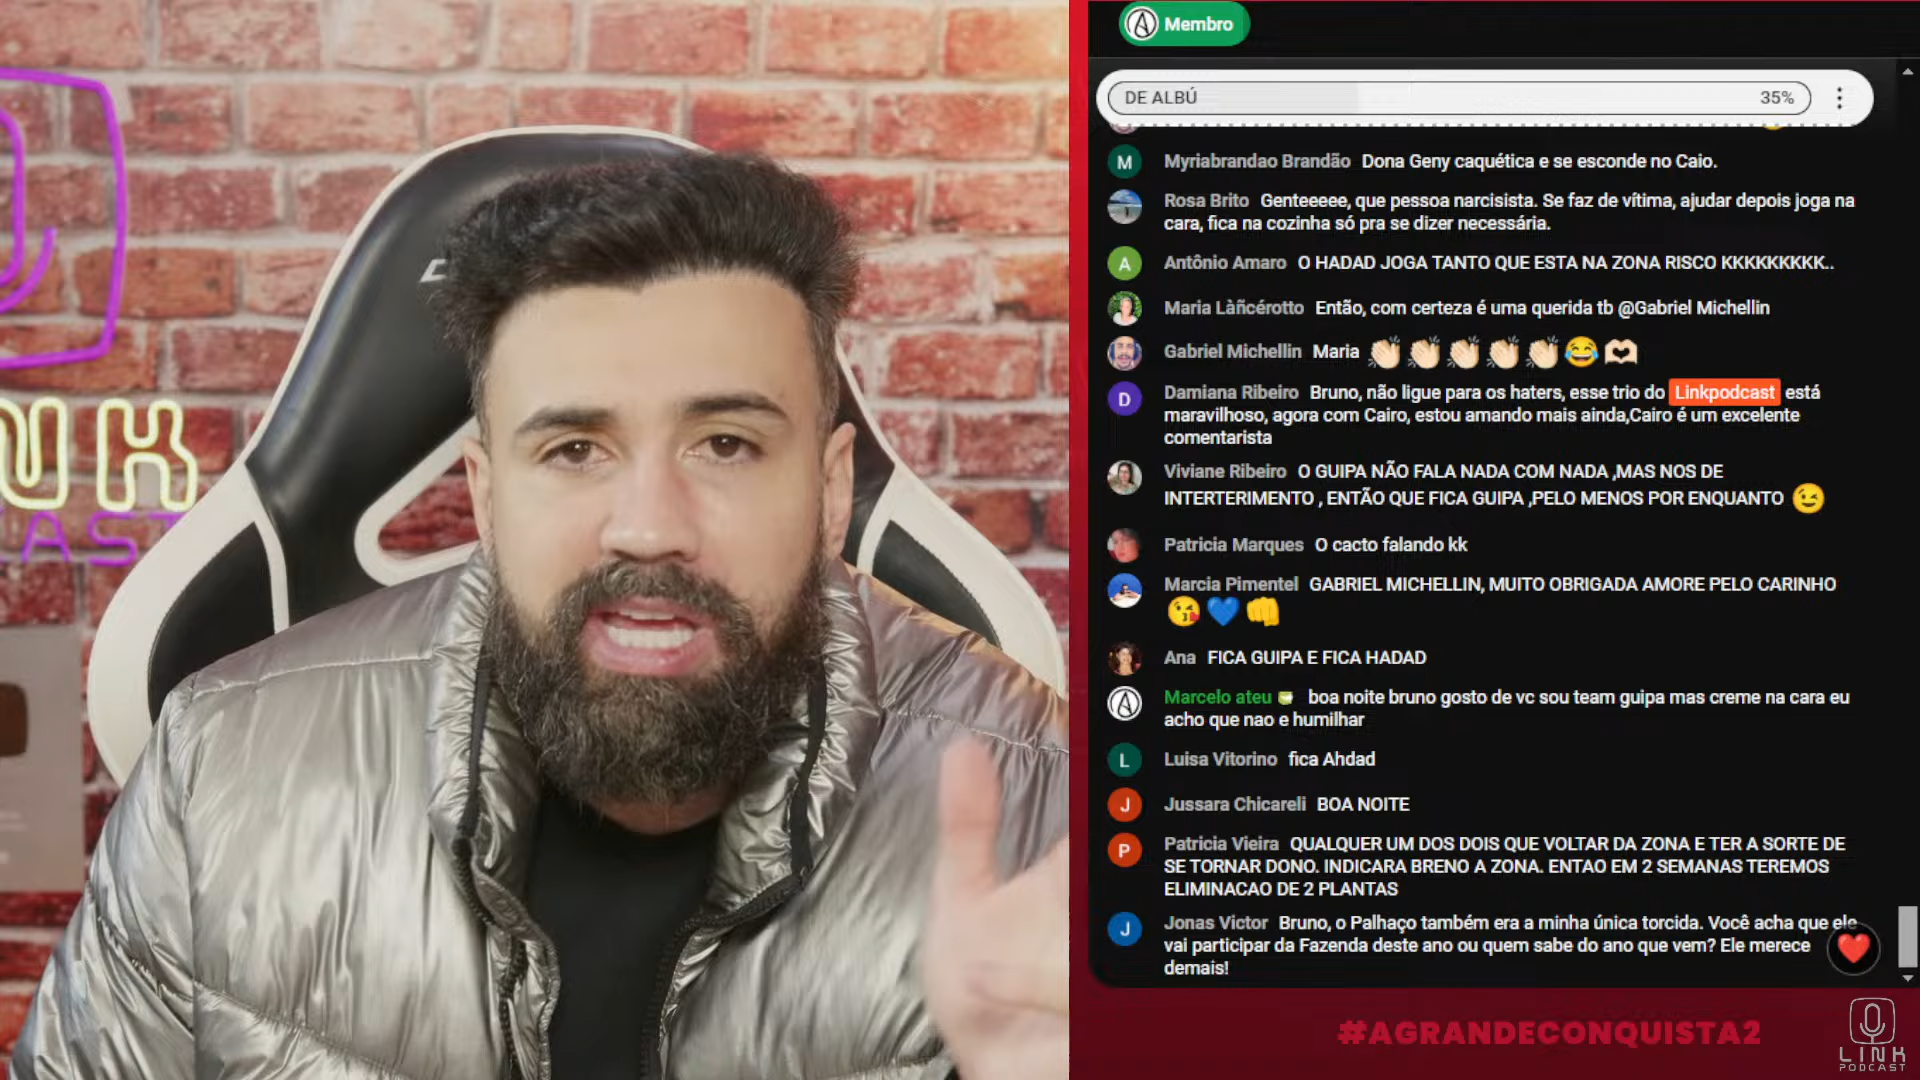 NK
AST
Membro
DE ALBÚ 35%
Myriabrandao Brandão Dona Geny caquética e se esconde no Caio.
Rosa Brito Genteeeee, que pessoa narcisista. Se faz de vítima, ajudar depois joga na
cara, fica na cozinha só pra se dizer necessária.
A Antônio Amaro O HADAD JOGA TANTO QUE ESTA NA ZONA RISCO KKKKKKKKK..
Maria Làñcérotto Então, com certeza é uma querida tb @Gabriel Michellin
Gabriel Michellin Maria 👏🏻👏🏻👏🏻👏🏻👏🏻😂🫶🏻
D Damiana Ribeiro Bruno, não ligue para os haters, esse trio do Linkpodcast está
maravilhoso, agora com Cairo, estou amando mais ainda,Cairo é um excelente
comentarista
Viviane Ribeiro O GUIPA NÃO FALA NADA COM NADA ,MAS NOS DE
INTERTERIMENTO , ENTÃO QUE FICA GUIPA ,PELO MENOS POR ENQUANTO 😉
Patricia Marques O cacto falando kk
Marcia Pimentel GABRIEL MICHELLIN, MUITO OBRIGADA AMORE PELO CARINHO
😘💙👊
Ana FICA GUIPA E FICA HADAD
Marcelo ateu boa noite bruno gosto de vc sou team guipa mas creme na cara eu
acho que nao e humilhar
L Luisa Vitorino fica Ahdad
J Jussara Chicareli BOA NOITE
P Patricia Vieira QUALQUER UM DOS DOIS QUE VOLTAR DA ZONA E TER A SORTE DE
SE TORNAR DONO. INDICARA BRENO A ZONA. ENTAO EM 2 SEMANAS TEREMOS
ELIMINACAO DE 2 PLANTAS
J Jonas Victor Bruno, o Palhaço também era a minha única torcida. Você acha que ele
vai participar da Fazenda deste ano ou quem sabe do ano que vem? Ele merece
demais!
#AGRANDECONQUISTA2
LINK
PODCAST